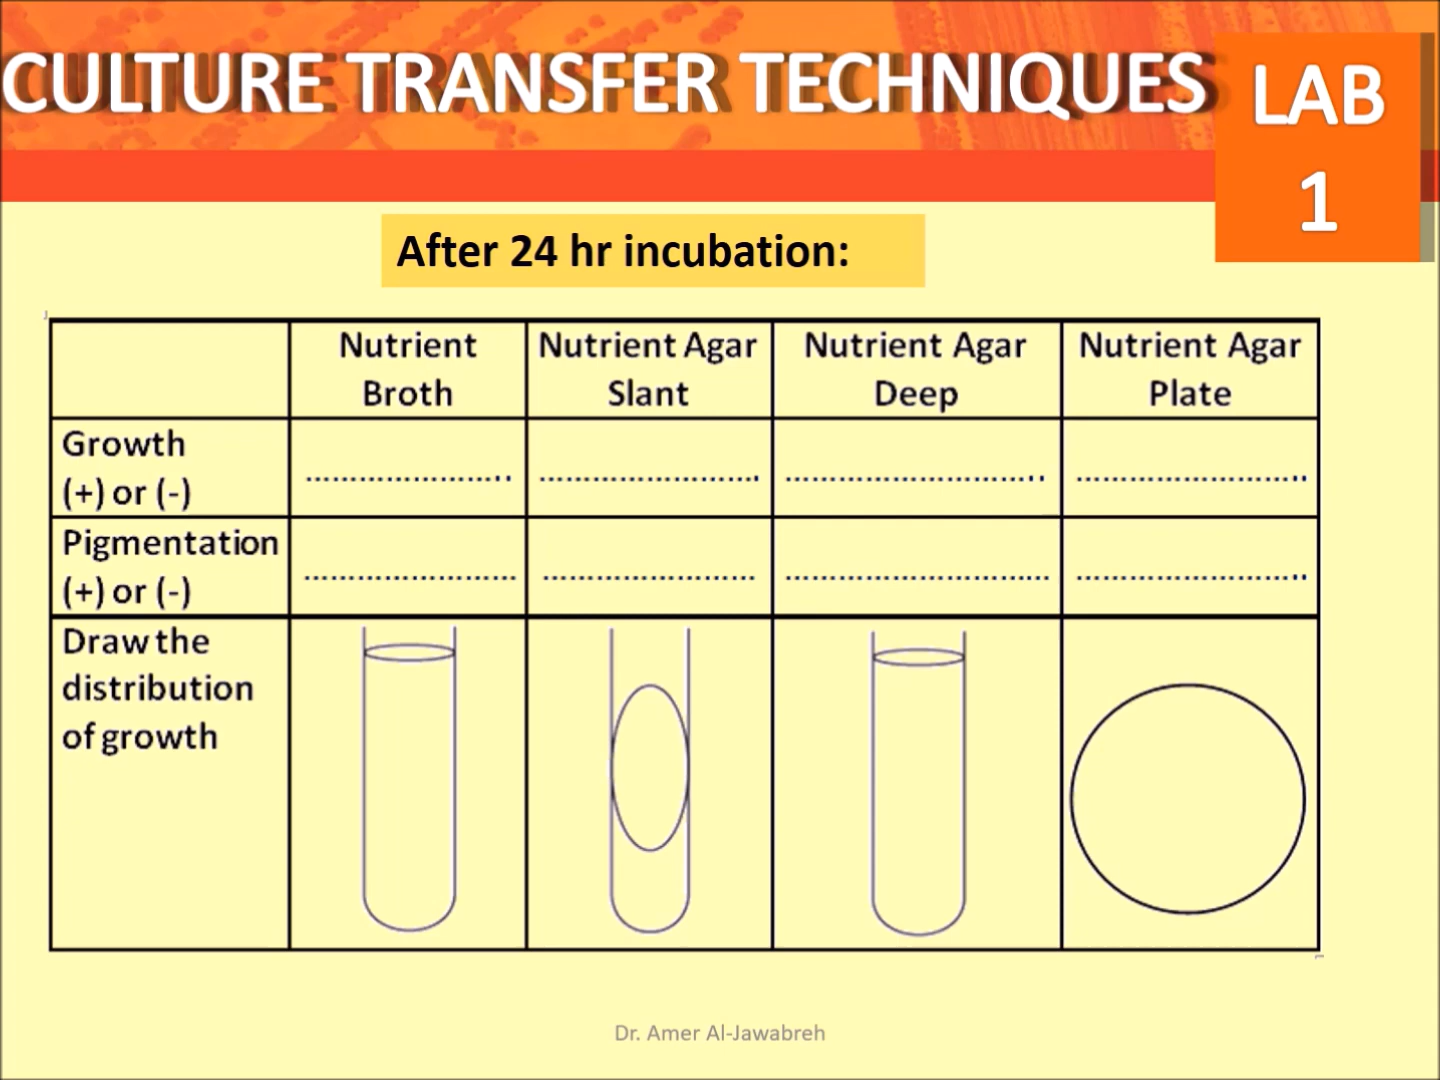 CULTURE TRANSFER TECHNIQUES
LAB
1
After 24 hr incubation:
Nutrient
Broth
Nutrient Agar
Slant
Nutrient Agar
Deep
Nutrient Agar
Plate
Growth
(+) or (-)
........................ ........................ ........................ ........................
Pigmentation
(+) or (-)
........................ ........................ ........................ ........................
Draw the
distribution
of growth
Dr. Amer Al-Jawabreh